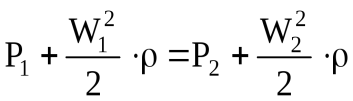 P₁ + W₁²/2 · ρ = P₂ + W₂²/2 · ρ